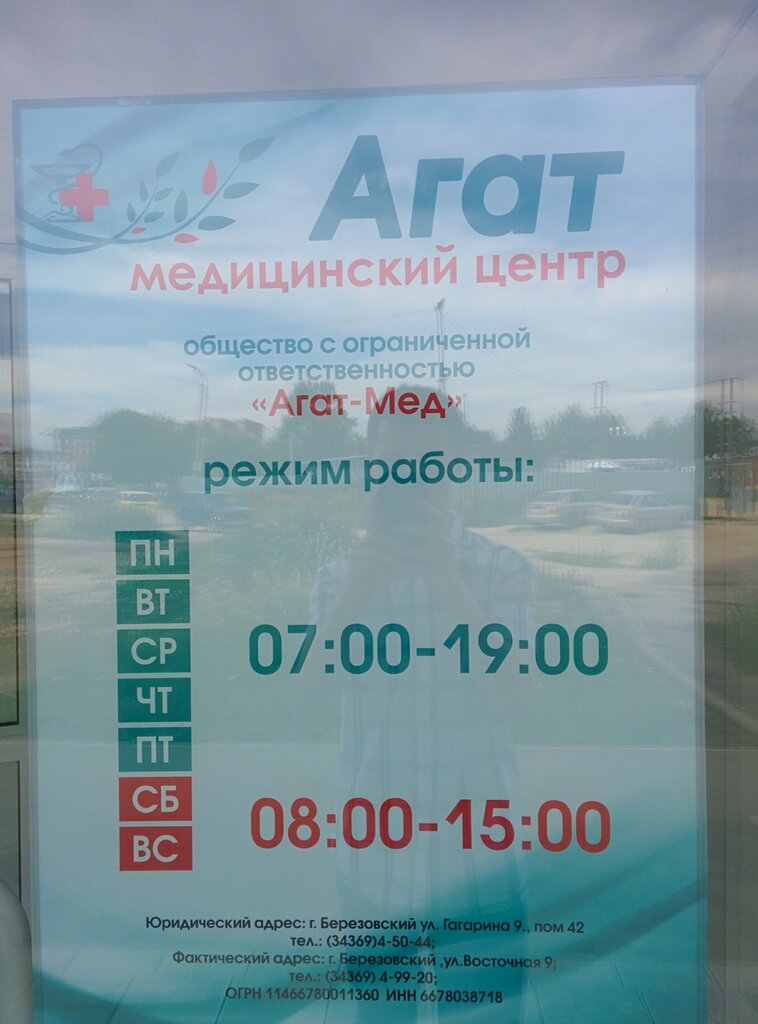 Агат
медицинский центр
общество с ограниченной
ответственностью
«Агат-Мед»
режим работы:
ПН
ВТ
СР
07:00-19:00
ЧТ
ПТ
СБ
08:00-15:00
ВС
Юридический адрес: г. Березовский ул. Гагарина 9., пом 42
тел.: (34369)4-50-44;
Фактический адрес: г. Березовский ,ул.Восточная 9;
тел.: (34369) 4-99-20;
ОГРН 11466780011360 ИНН 6678038718